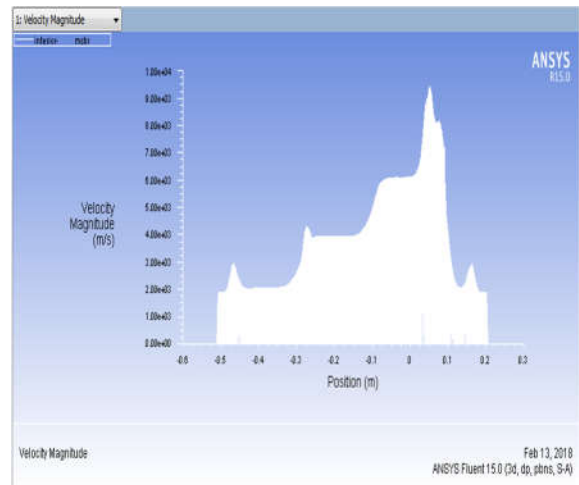 1: Velocity Magnitude
interior-
ANSYS
R15.0
1.00e+04
9.00e+03
8.00e+03
7.00e+03
6.00e+03
5.00e+03
4.00e+03
3.00e+03
2.00e+03
1.00e+03
0.00e+00
Velocity
Magnitude
(m/s)
-0.6 -0.5 -0.4 -0.3 -0.2 -0.1 0 0.1 0.2 0.3
Position (m)
Velocity Magnitude
Feb 13, 2018
ANSYS Fluent 15.0 (3d, dp, pbns, S-A)